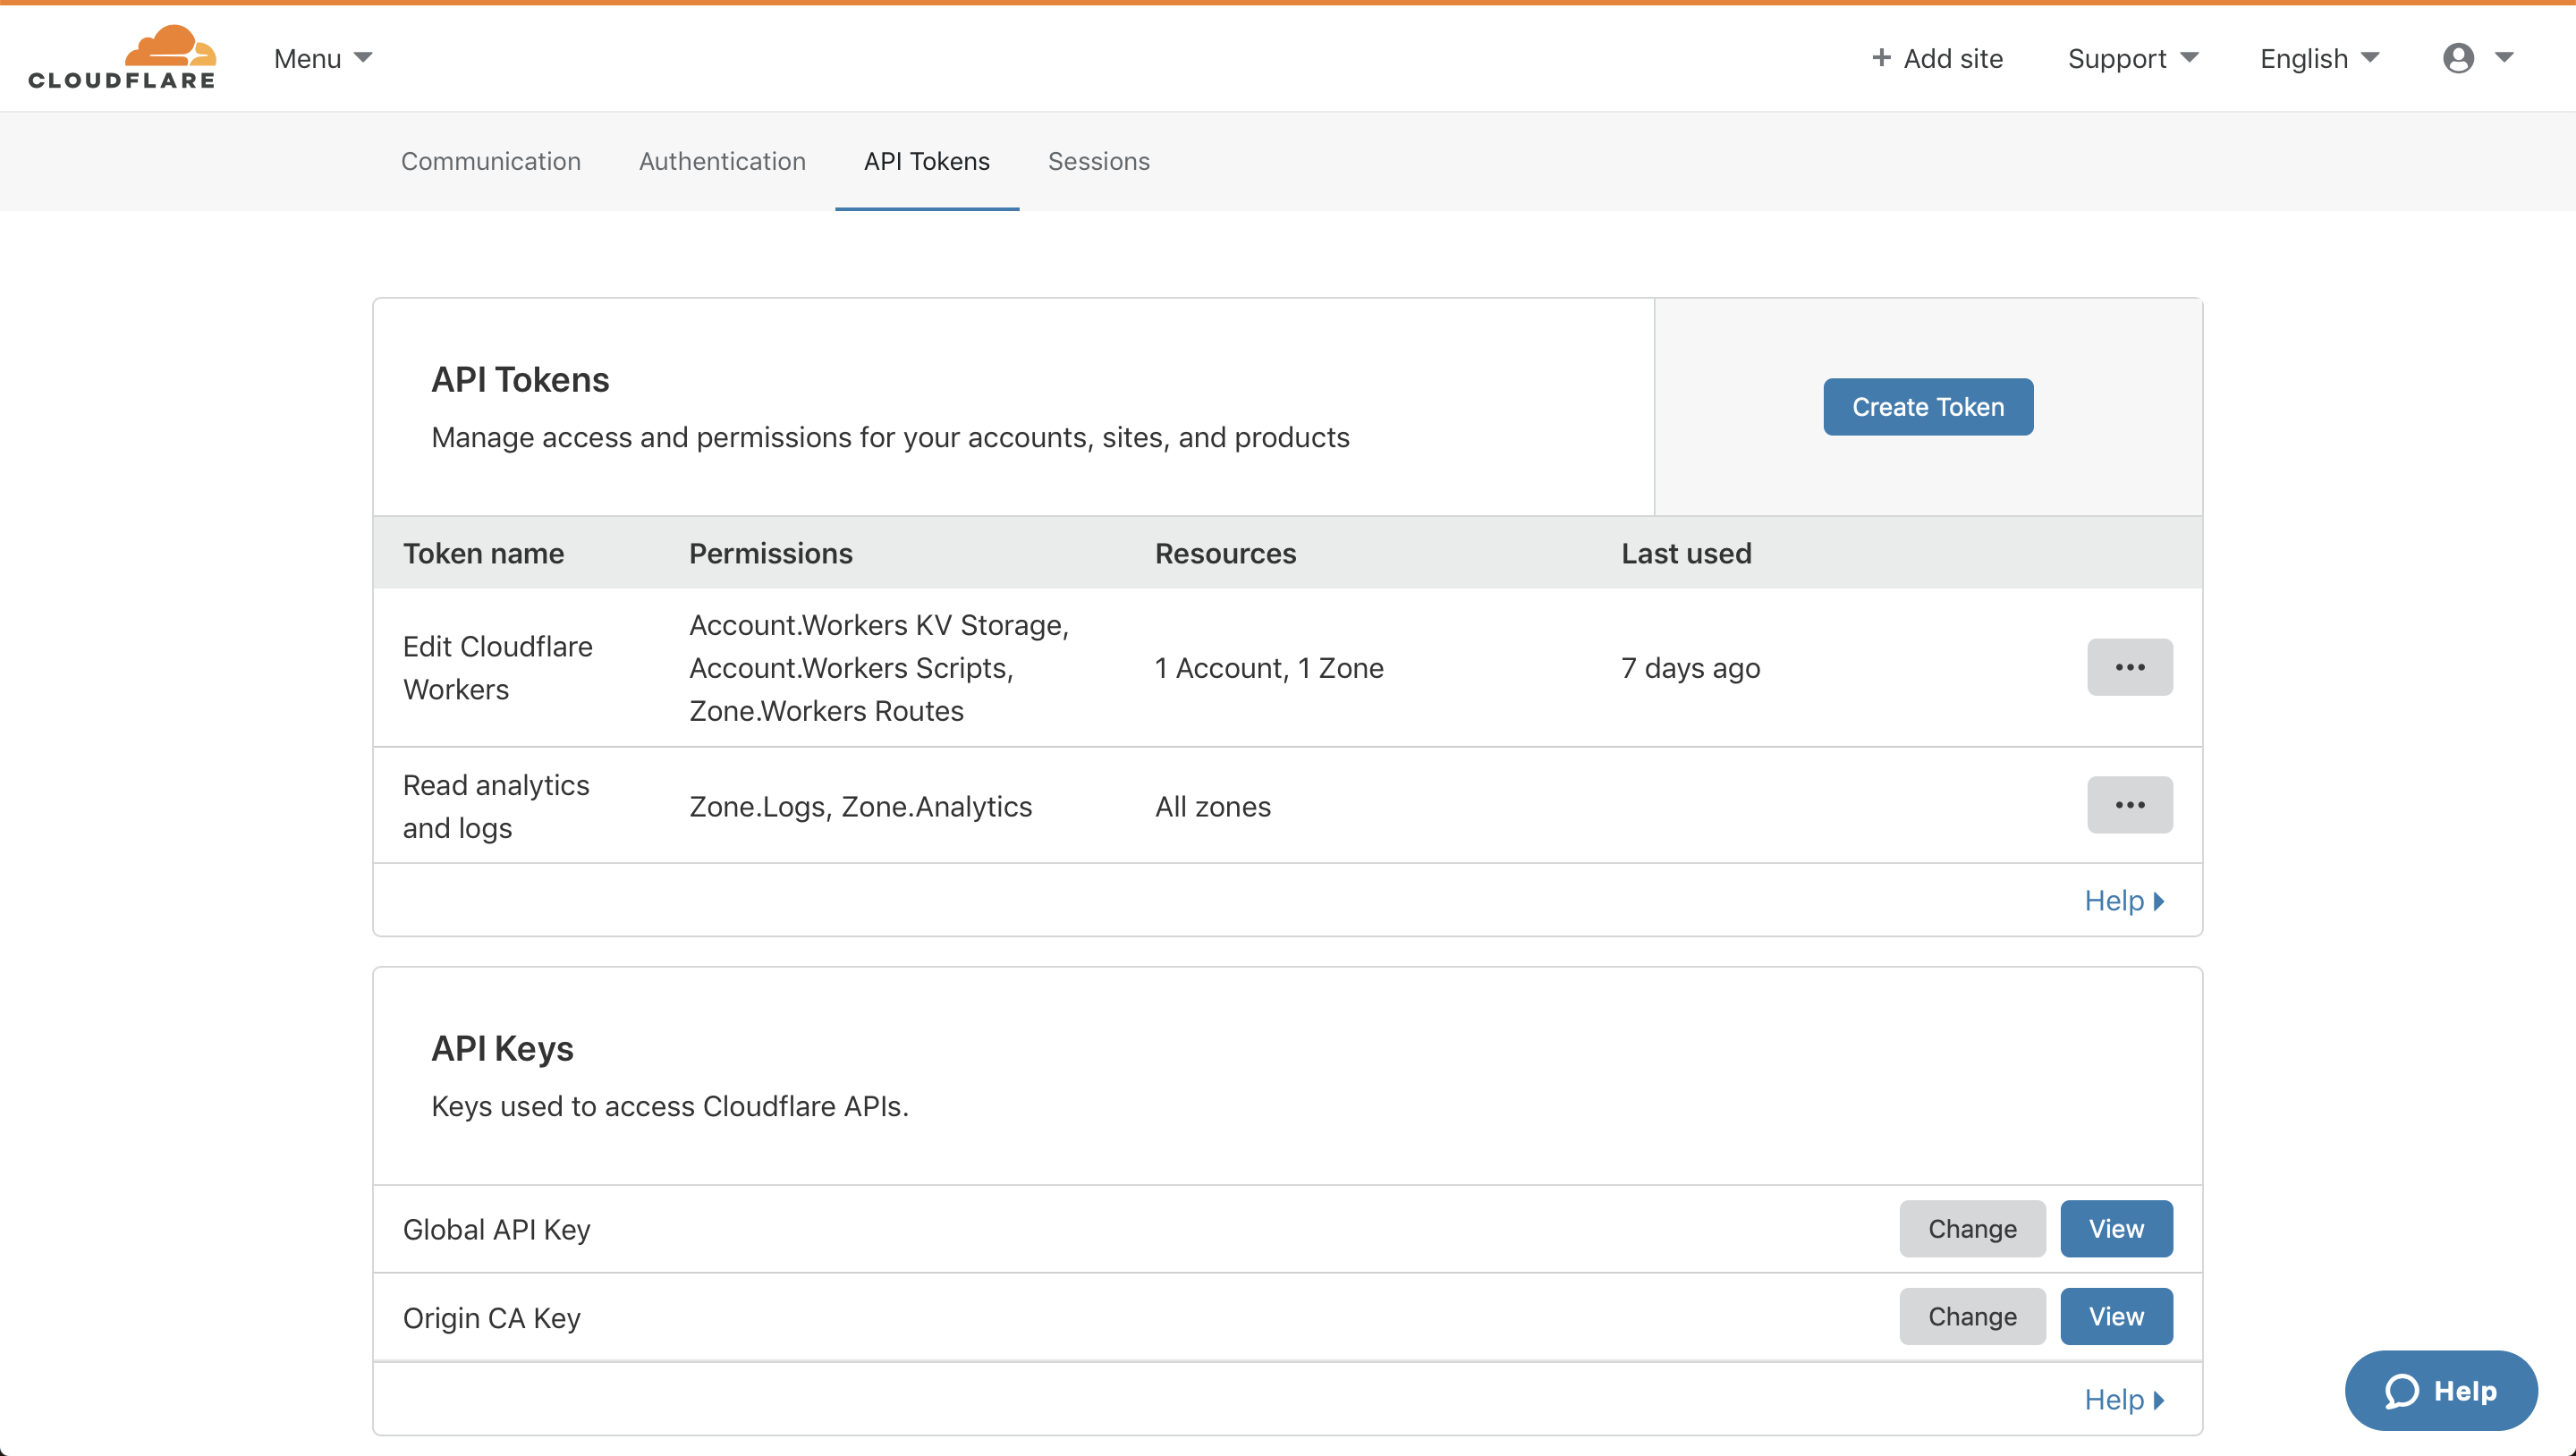 CLOUDFLARE
Menu
+ Add site
Support
English
Communication
Authentication
API Tokens
Sessions
API Tokens
Manage access and permissions for your accounts, sites, and products
Create Token
Token name
Permissions
Resources
Last used
Edit Cloudflare
Workers
Account.Workers KV Storage,
Account.Workers Scripts,
Zone.Workers Routes
1 Account, 1 Zone
7 days ago
Read analytics
and logs
Zone.Logs, Zone.Analytics
All zones
Help
API Keys
Keys used to access Cloudflare APIs.
Global API Key
Change
View
Origin CA Key
Change
View
Help
Help